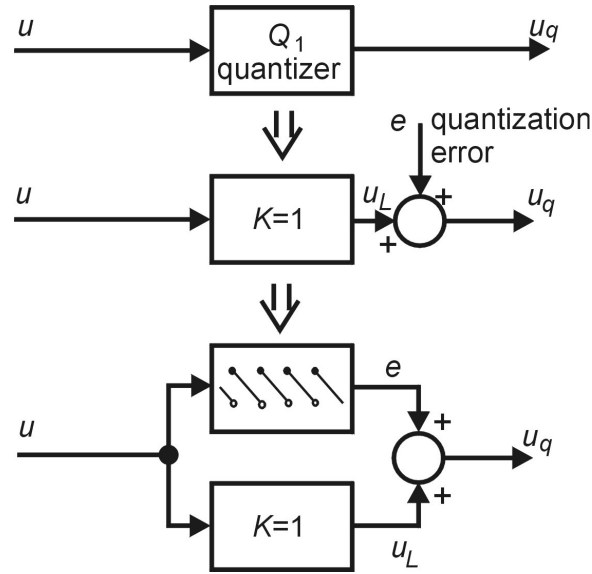 u
Q1
quantizer
uq
e quantization
error
u
K=1
uL
+
+
uq
u
e
+
uq
K=1
+
uL